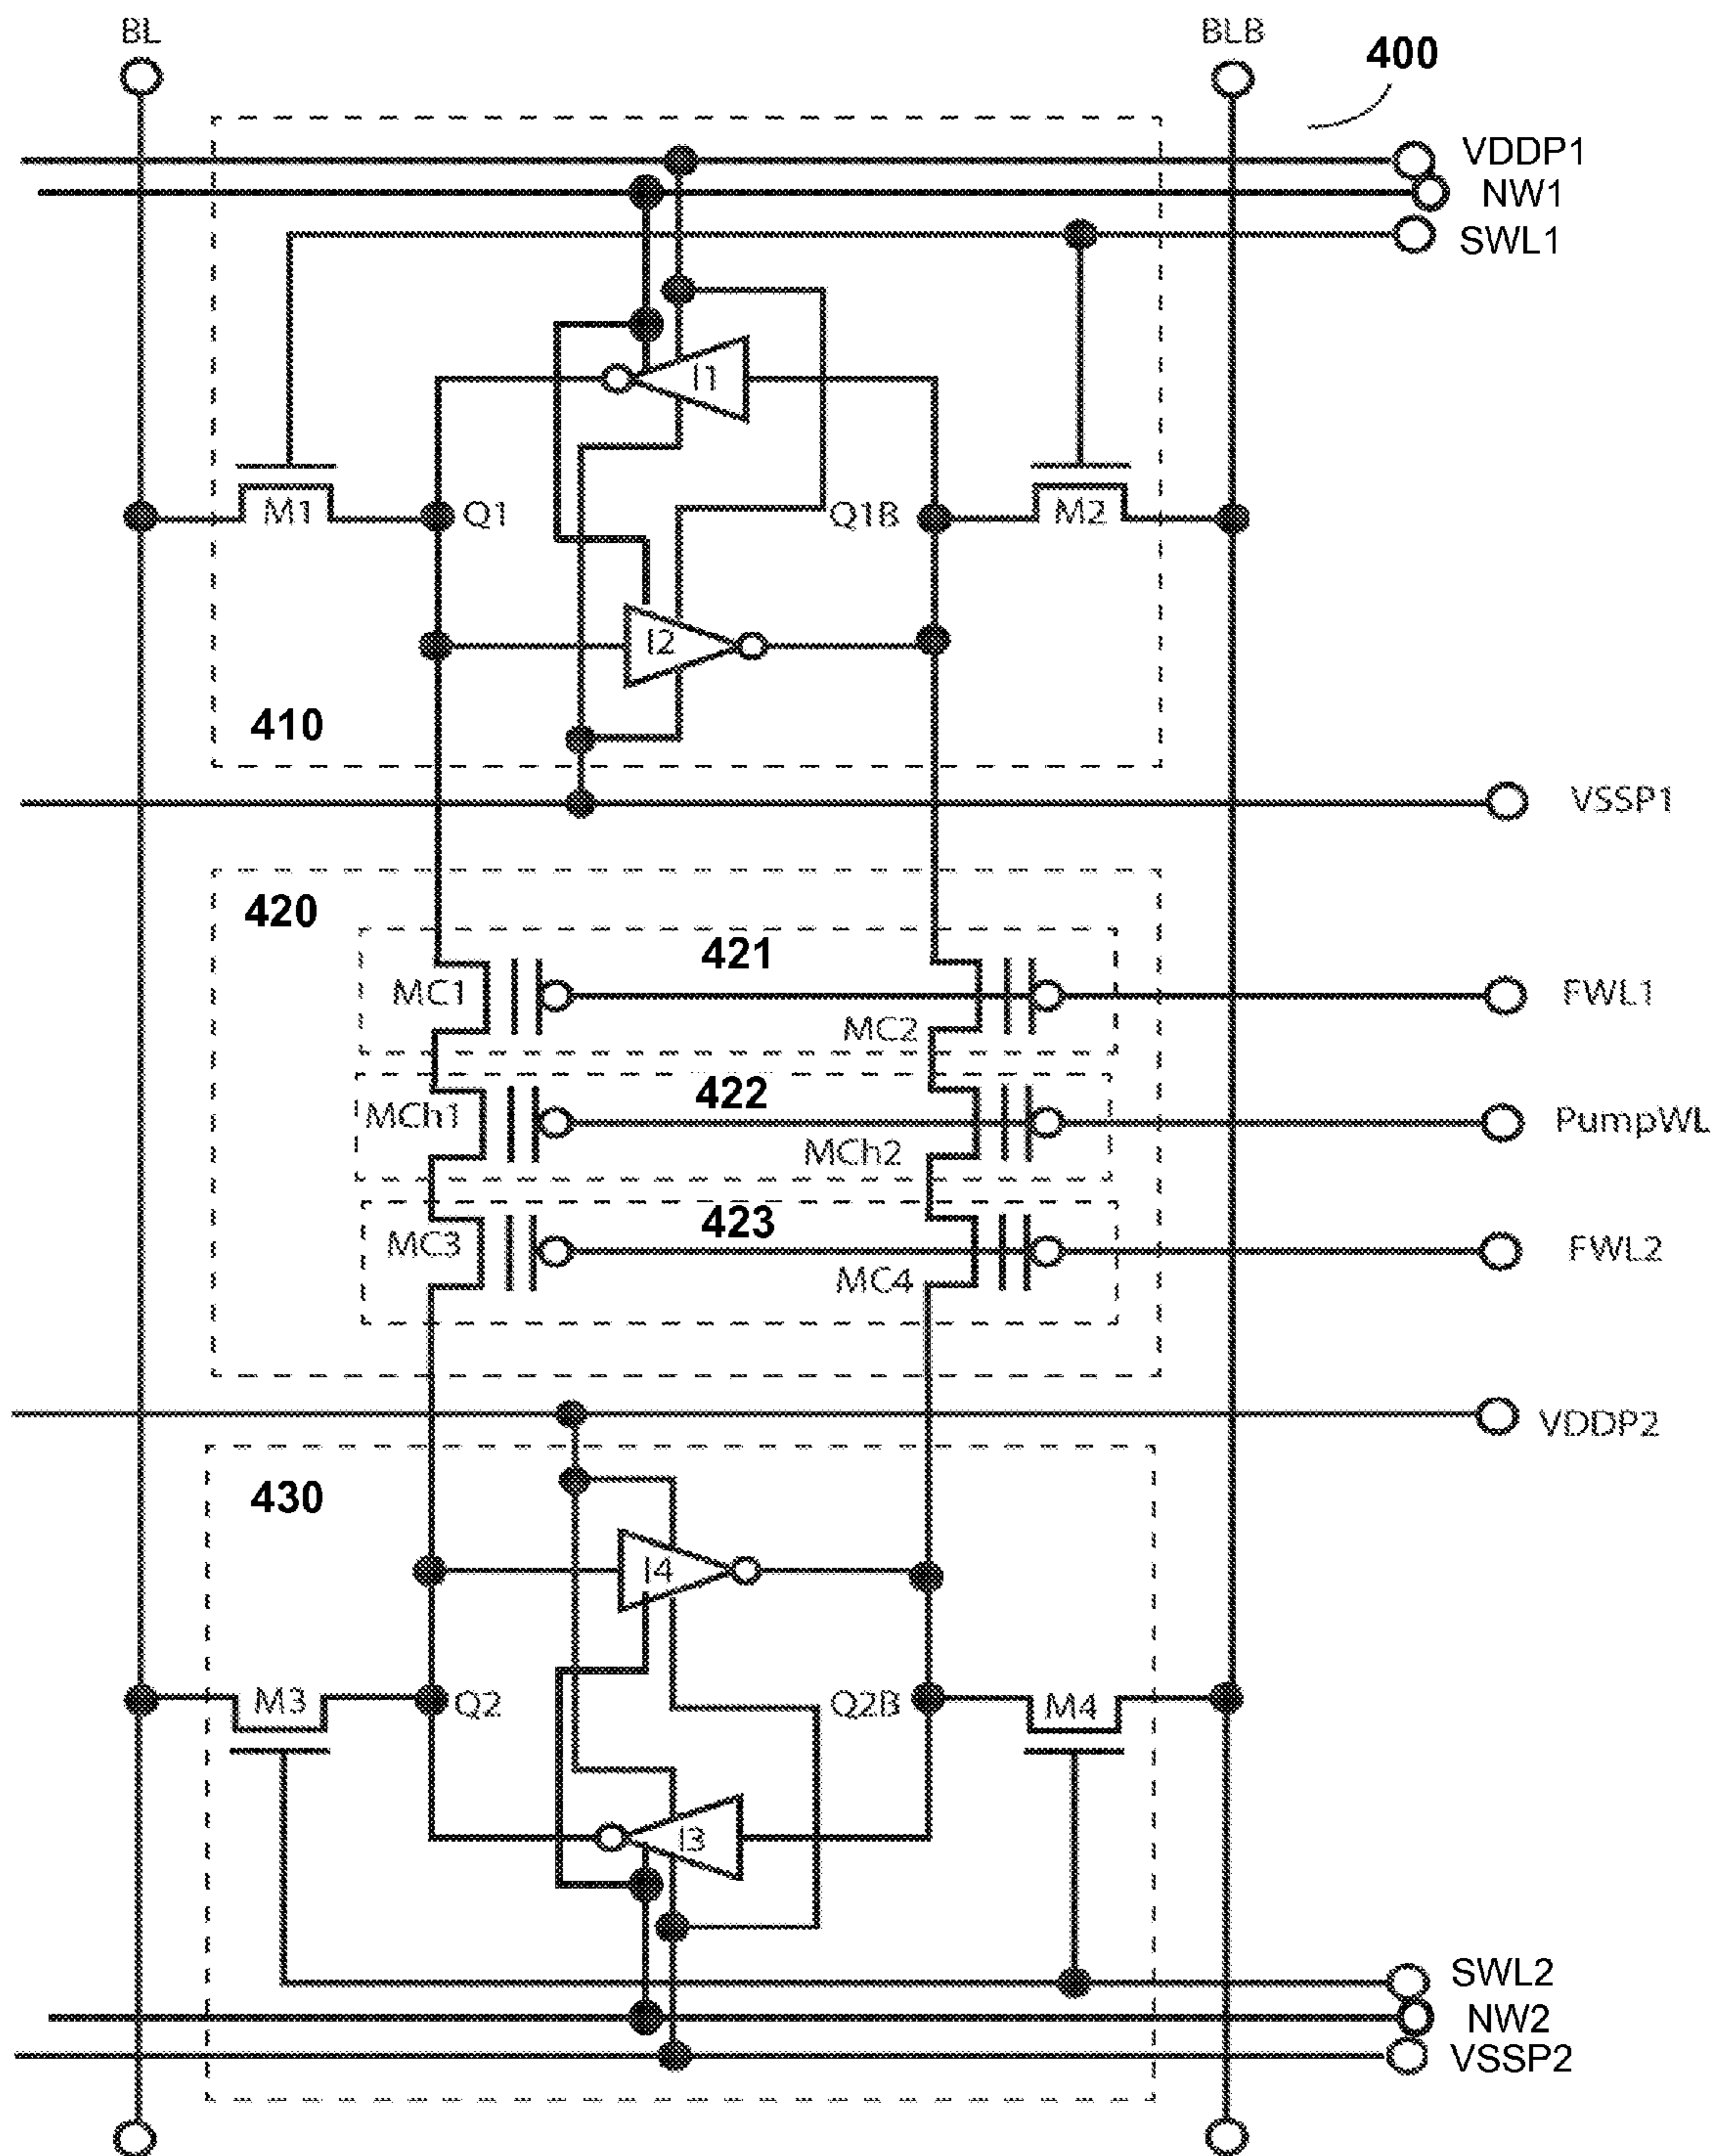 BL
BLB
400
VDDP1
NW1
SWL1
I1
M1
Q1
Q1B
M2
I2
410
VSSP1
420
421
MC1
FWL1
MC2
422
MCh1
PumpWL
MCh2
423
MC3
FWL2
MC4
VDDP2
430
I4
M3
Q2
Q2B
M4
I3
SWL2
NW2
VSSP2